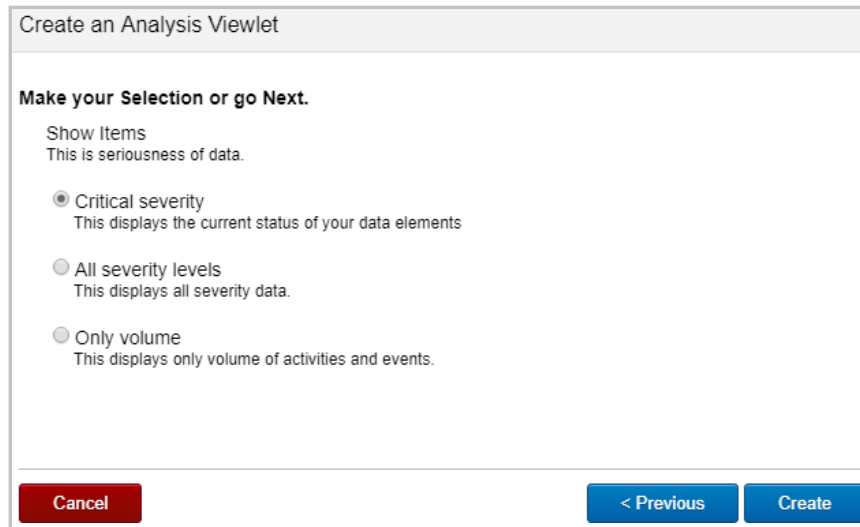 Create an Analysis Viewlet
Make your Selection or go Next.
Show Items
This is seriousness of data.
Critical severity
This displays the current status of your data elements
All severity levels
This displays all severity data.
Only volume
This displays only volume of activities and events.
Cancel
< Previous
Create